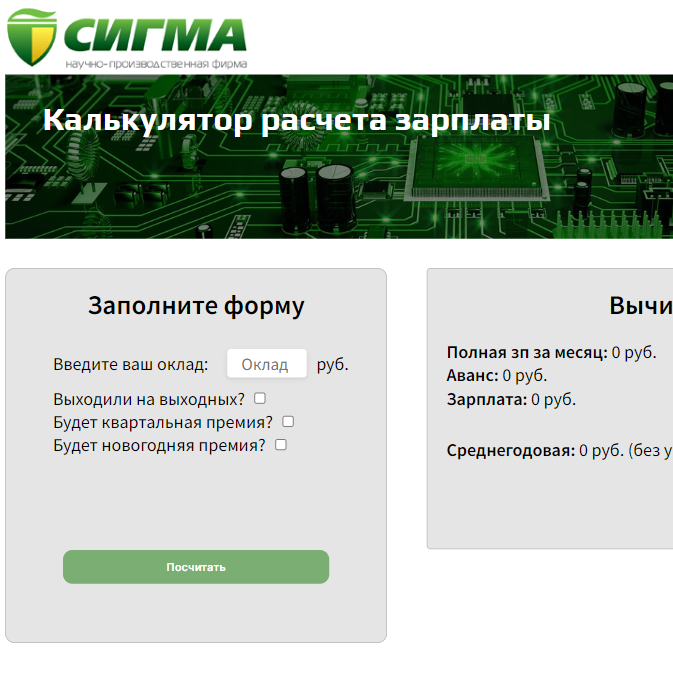 СИГМА
научно-производственная фирма
Калькулятор расчета зарплаты
Заполните форму
Введите ваш оклад: Оклад руб.
Выходили на выходных?
Будет квартальная премия?
Будет новогодняя премия?
Посчитать
Вычи
Полная зп за месяц: 0 руб.
Аванс: 0 руб.
Зарплата: 0 руб.
Среднегодовая: 0 руб. (без у